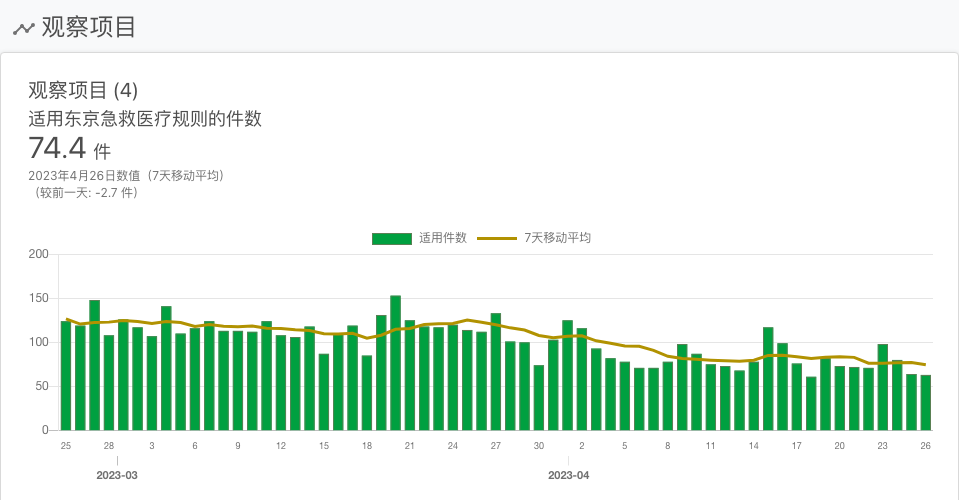 观察项目
观察项目 (4)
适用东京急救医疗规则的件数
74.4 件
2023年4月26日数值（7天移动平均）
（较前一天: -2.7 件）
适用件数 7天移动平均
200
150
100
50
0
25 28 3 6 9 12 15 18 21 24 27 30 2 5 8 11 14 17 20 23 26
2023-03 2023-04